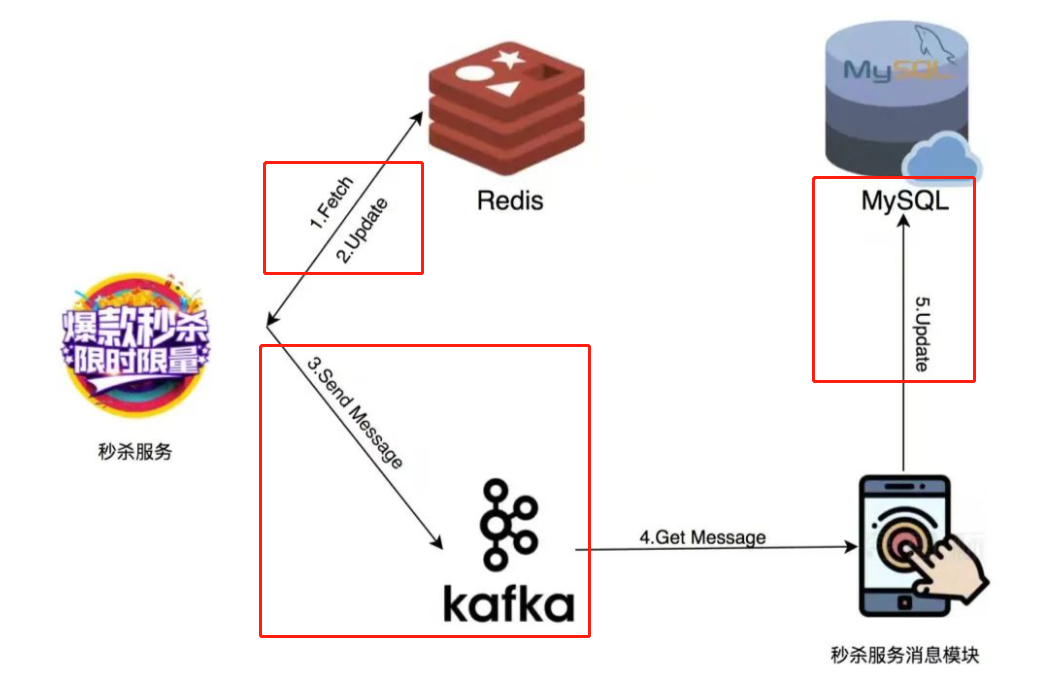 MySQL
Redis
MySQL
1.Fetch
2.Update
爆款秒杀
限时限量
秒杀服务
3.Send Message
kafka
4.Get Message
5.Update
秒杀服务消息模块